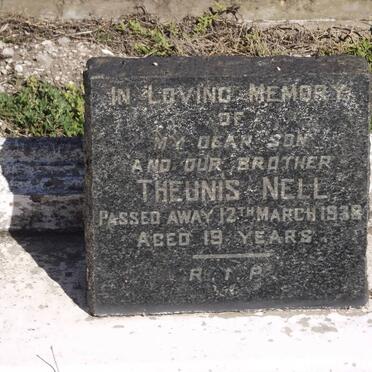 IN LOVING MEMORY
OF
MY DEAR SON
AND OUR BROTHER
THEUNIS NELL
PASSED AWAY 12TH MARCH 1938
AGED 19 YEARS
R.I.P.